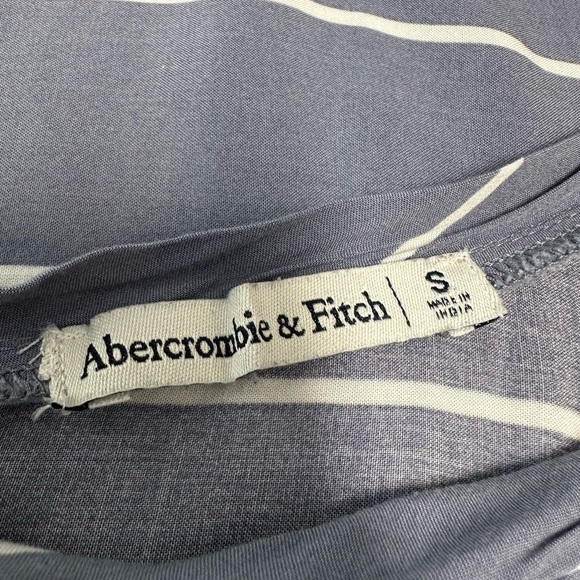 Abercrombie & Fitch | S
MADE IN
INDIA